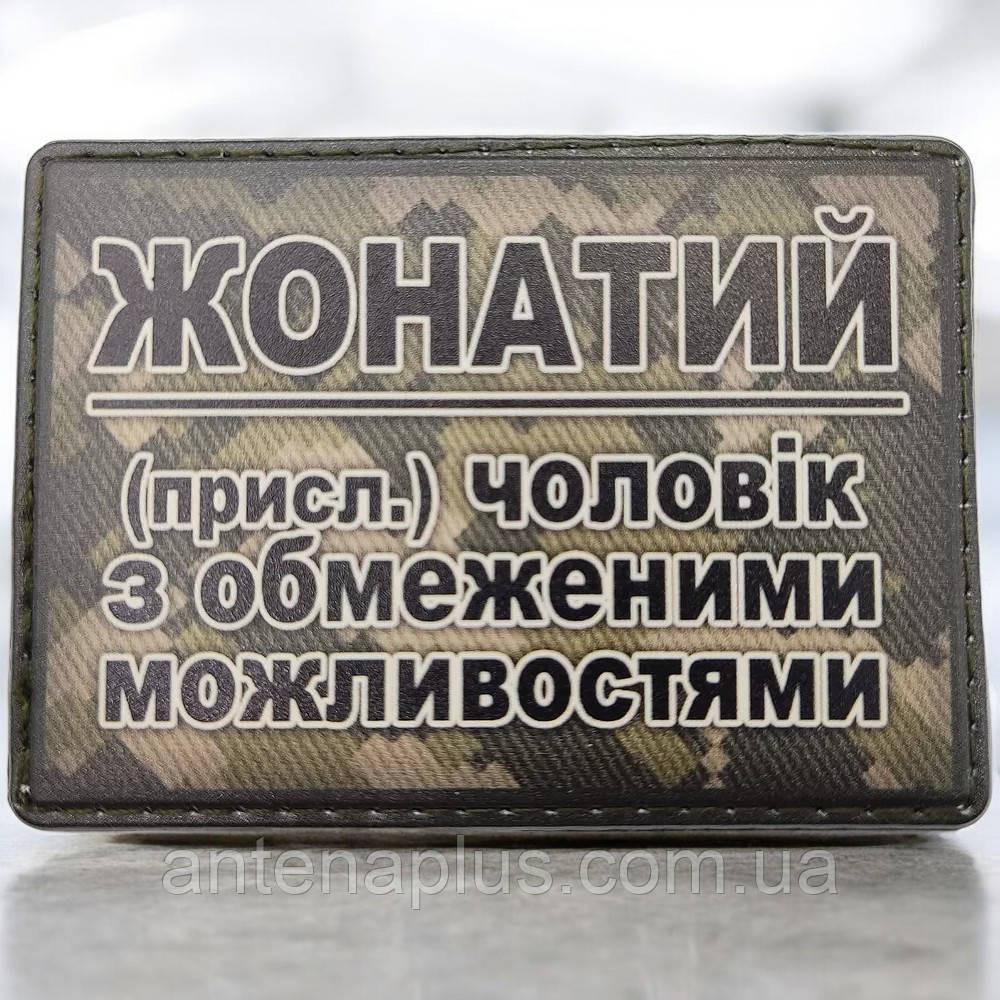 ЖОНАТИЙ
(присл.) чоловік
з обмеженими
можливостями
antenaplus.com.ua